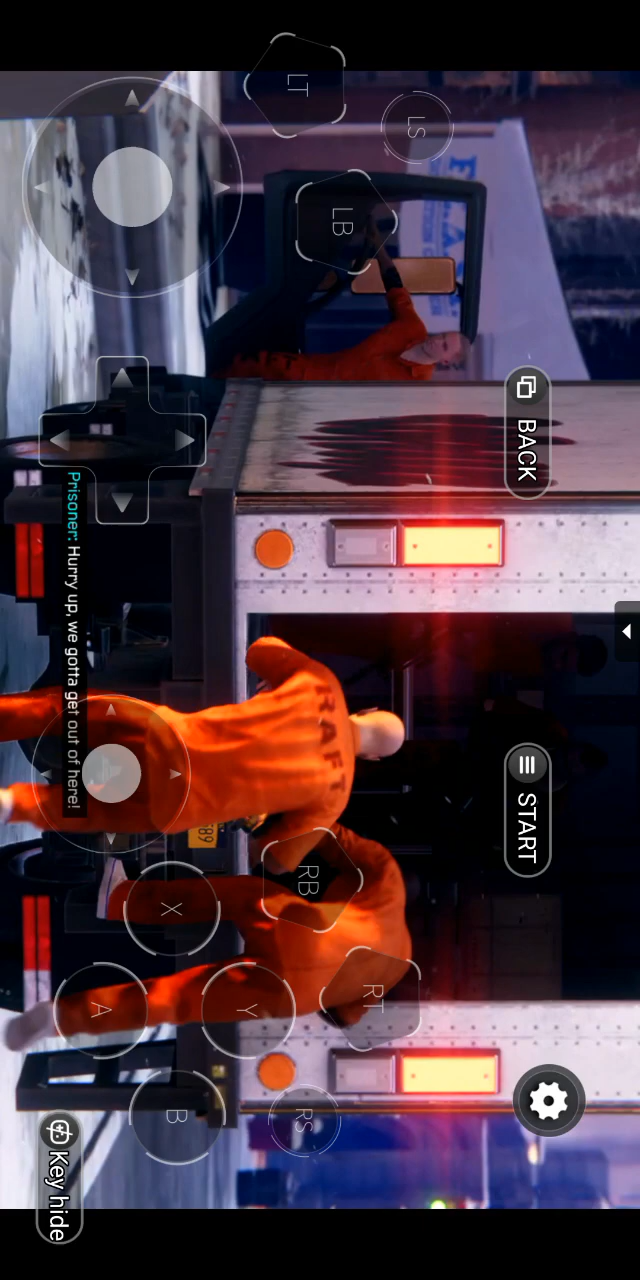 LT
LS
LB
BACK
START
Prisoner: Hurry up, we gotta get out of here!
RAFT
689
RB
RT
X
Y
A
B
RS
Key hide